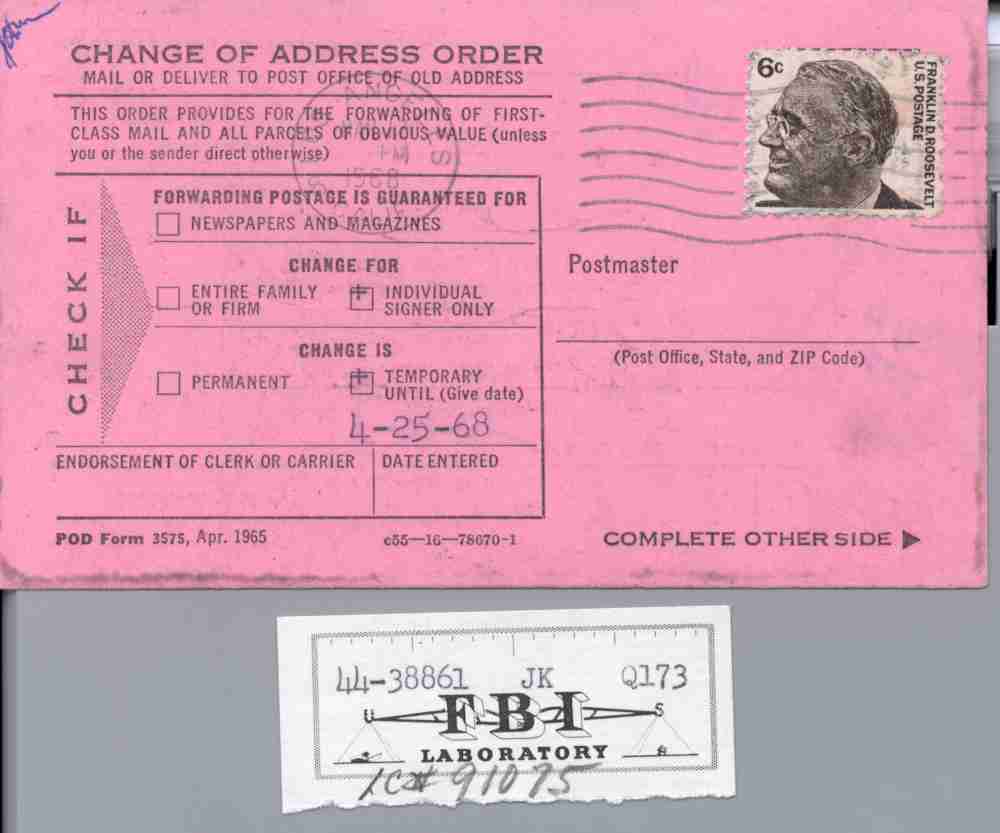 CHANGE OF ADDRESS ORDER
MAIL OR DELIVER TO POST OFFICE OF OLD ADDRESS
THIS ORDER PROVIDES FOR THE FORWARDING OF FIRST-
CLASS MAIL AND ALL PARCELS OF OBVIOUS VALUE (unless
you or the sender direct otherwise)
CHECK IF
FORWARDING POSTAGE IS GUARANTEED FOR
NEWSPAPERS AND MAGAZINES
CHANGE FOR
ENTIRE FAMILY
OR FIRM
INDIVIDUAL
SIGNER ONLY
CHANGE IS
PERMANENT
TEMPORARY
UNTIL (Give date)
4-25-68
ENDORSEMENT OF CLERK OR CARRIER
DATE ENTERED
POD Form 3575, Apr. 1965
c55—16—78670-1
PM
1968
6c
FRANKLIN D. ROOSEVELT
U.S. POSTAGE
Postmaster
(Post Office, State, and ZIP Code)
COMPLETE OTHER SIDE
44-38861 JK Q173
U FBI S
LABORATORY
91075